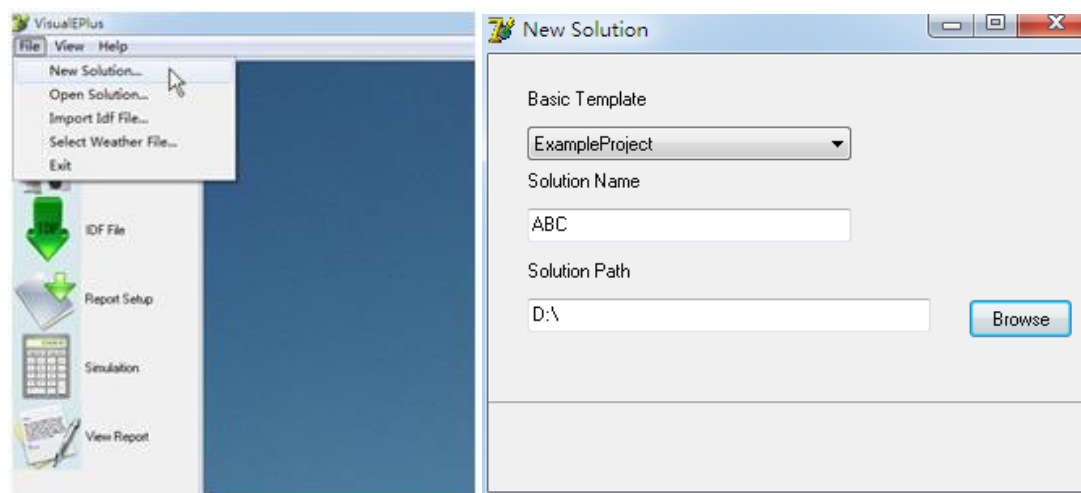 VisualEPlus
File View Help
New Solution...
Open Solution...
Import Idf File...
Select Weather File...
Exit
IDF File
Report Setup
Simulation
View Report
New Solution
Basic Template
ExampleProject
Solution Name
ABC
Solution Path
D:\
Browse